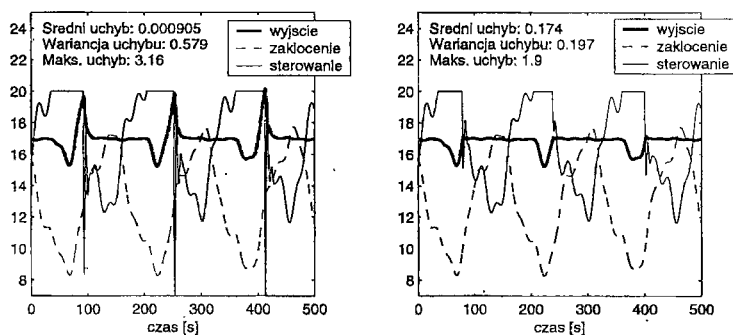 Sredni uchyb: 0.000905
Wariancja uchybu: 0.579
Maks. uchyb: 3.16
wyjscie
zaklocenie
sterowanie
24
22
20
18
16
14
12
10
8
0
100
200
300
400
500
czas [s]
Sredni uchyb: 0.174
Wariancja uchybu: 0.197
Maks. uchyb: 1.9
wyjscie
zaklocenie
sterowanie
24
22
20
18
16
14
12
10
8
0
100
200
300
400
500
czas [s]